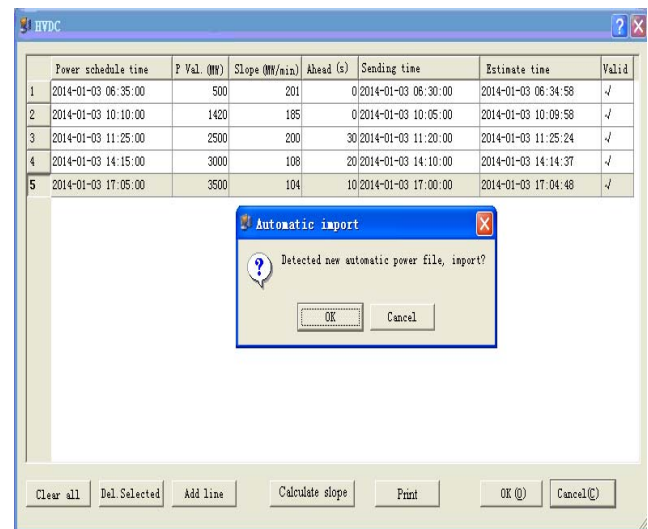 HVDC
Power schedule time P Val. (MW) Slope (MW/min) Ahead (s) Sending time Estimate time Valid
1 2014-01-03 06:35:00 500 201 0 2014-01-03 06:30:00 2014-01-03 06:34:58 √
2 2014-01-03 10:10:00 1420 185 0 2014-01-03 10:05:00 2014-01-03 10:09:58 √
3 2014-01-03 11:25:00 2500 200 30 2014-01-03 11:20:00 2014-01-03 11:25:24 √
4 2014-01-03 14:15:00 3000 108 20 2014-01-03 14:10:00 2014-01-03 14:14:37 √
5 2014-01-03 17:05:00 3500 104 10 2014-01-03 17:00:00 2014-01-03 17:04:48 √
Automatic import
Detected new automatic power file, import?
OK Cancel
Clear all Del.Selected Add line Calculate slope Print OK (O) Cancel(C)